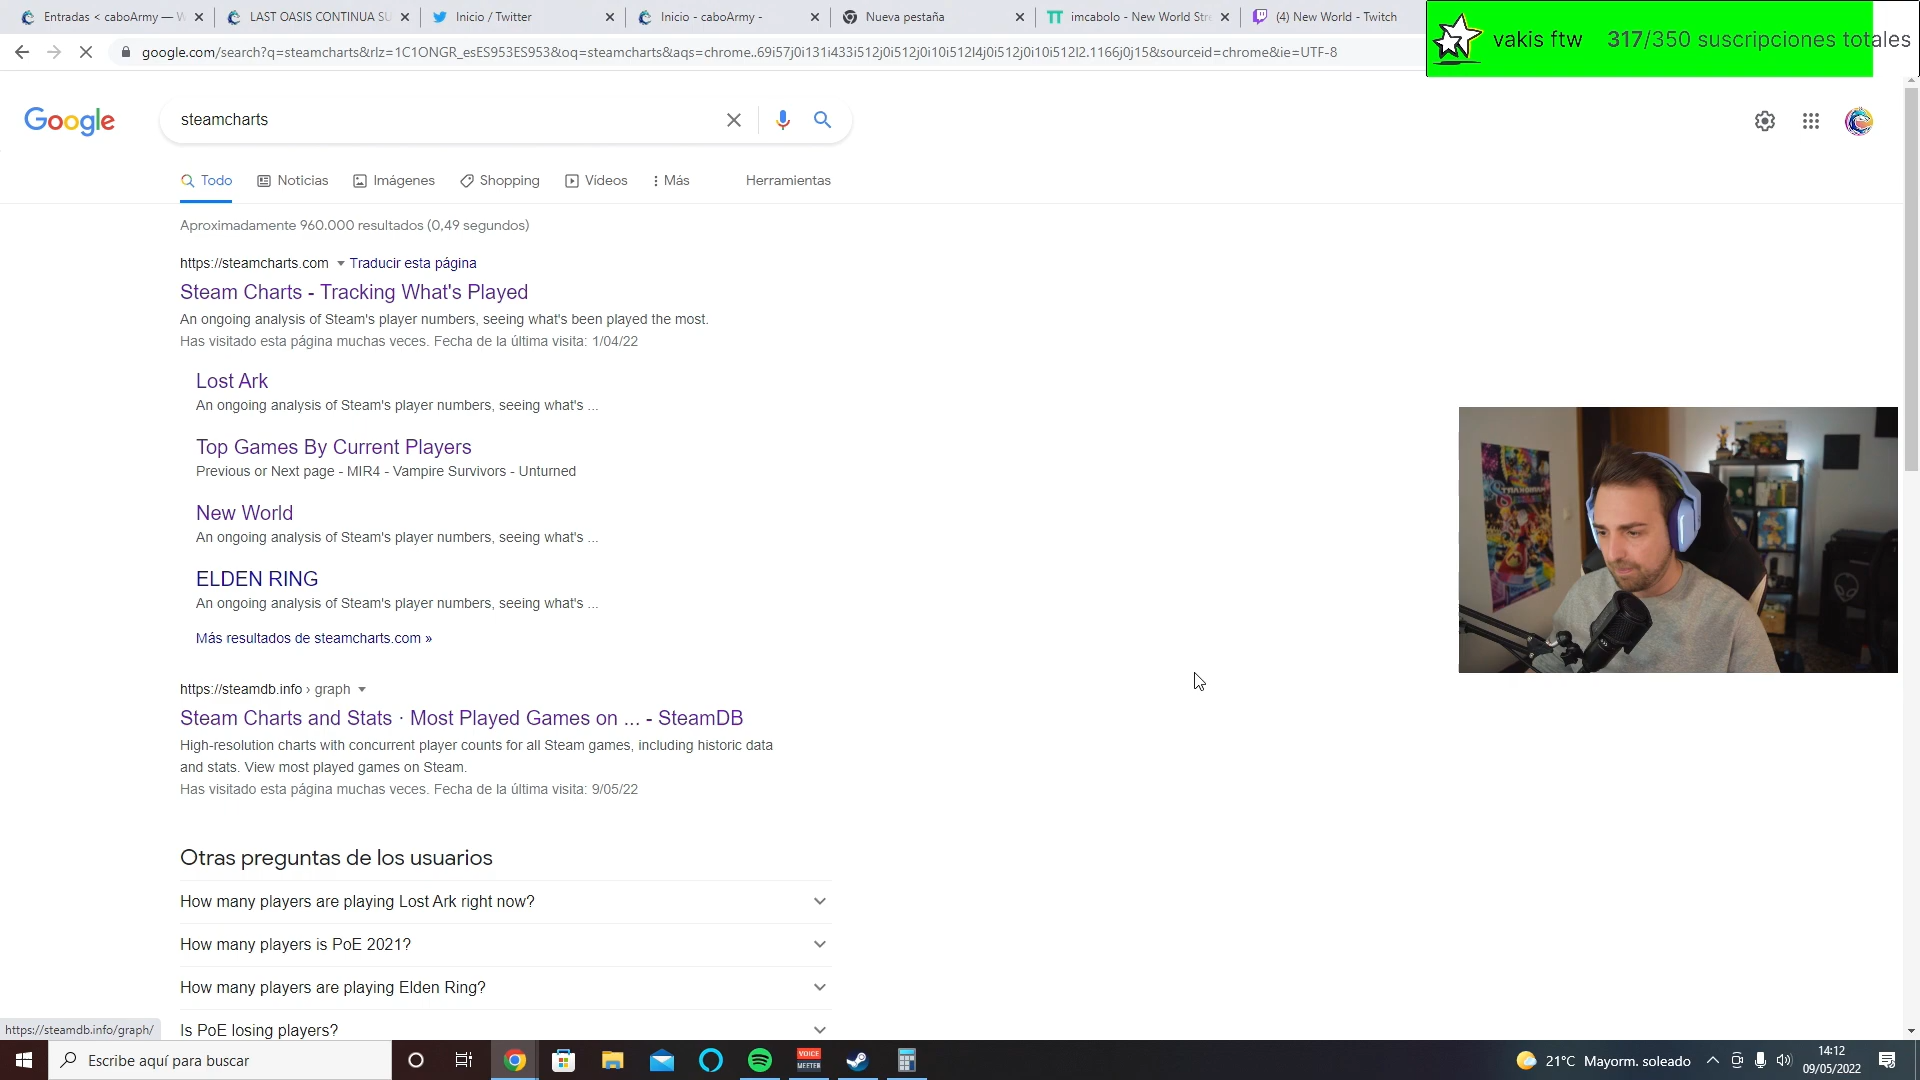 Entradas < caboArmy — W
LAST OASIS CONTINUA SU
Inicio / Twitter
Inicio - caboArmy -
Nueva pestaña
imcabolo - New World Stre
(4) New World - Twitch
google.com/search?q=steamcharts&rlz=1C1ONGR_esES953ES953&oq=steamcharts&aqs=chrome..69i57j0i131i433i512j0i512j0i10i512l4j0i512j0i10i512l2.1166j0j15&sourceid=chrome&ie=UTF-8
vakis ftw 317/350 suscripciones totales
Google
steamcharts
Todo
Noticias
Imágenes
Shopping
Vídeos
Más
Herramientas
Aproximadamente 960.000 resultados (0,49 segundos)
https://steamcharts.com Traducir esta página
Steam Charts - Tracking What's Played
An ongoing analysis of Steam's player numbers, seeing what's been played the most.
Has visitado esta página muchas veces. Fecha de la última visita: 1/04/22
Lost Ark
An ongoing analysis of Steam's player numbers, seeing what's ...
Top Games By Current Players
Previous or Next page - MIR4 - Vampire Survivors - Unturned
New World
An ongoing analysis of Steam's player numbers, seeing what's ...
ELDEN RING
An ongoing analysis of Steam's player numbers, seeing what's ...
Más resultados de steamcharts.com »
https://steamdb.info › graph
Steam Charts and Stats · Most Played Games on ... - SteamDB
High-resolution charts with concurrent player counts for all Steam games, including historic data
and stats. View most played games on Steam.
Has visitado esta página muchas veces. Fecha de la última visita: 9/05/22
Otras preguntas de los usuarios
How many players are playing Lost Ark right now?
How many players is PoE 2021?
How many players are playing Elden Ring?
Is PoE losing players?
https://steamdb.info/graph/
Escribe aquí para buscar
VOICE
MEETER
21°C Mayorm. soleado
14:12
09/05/2022